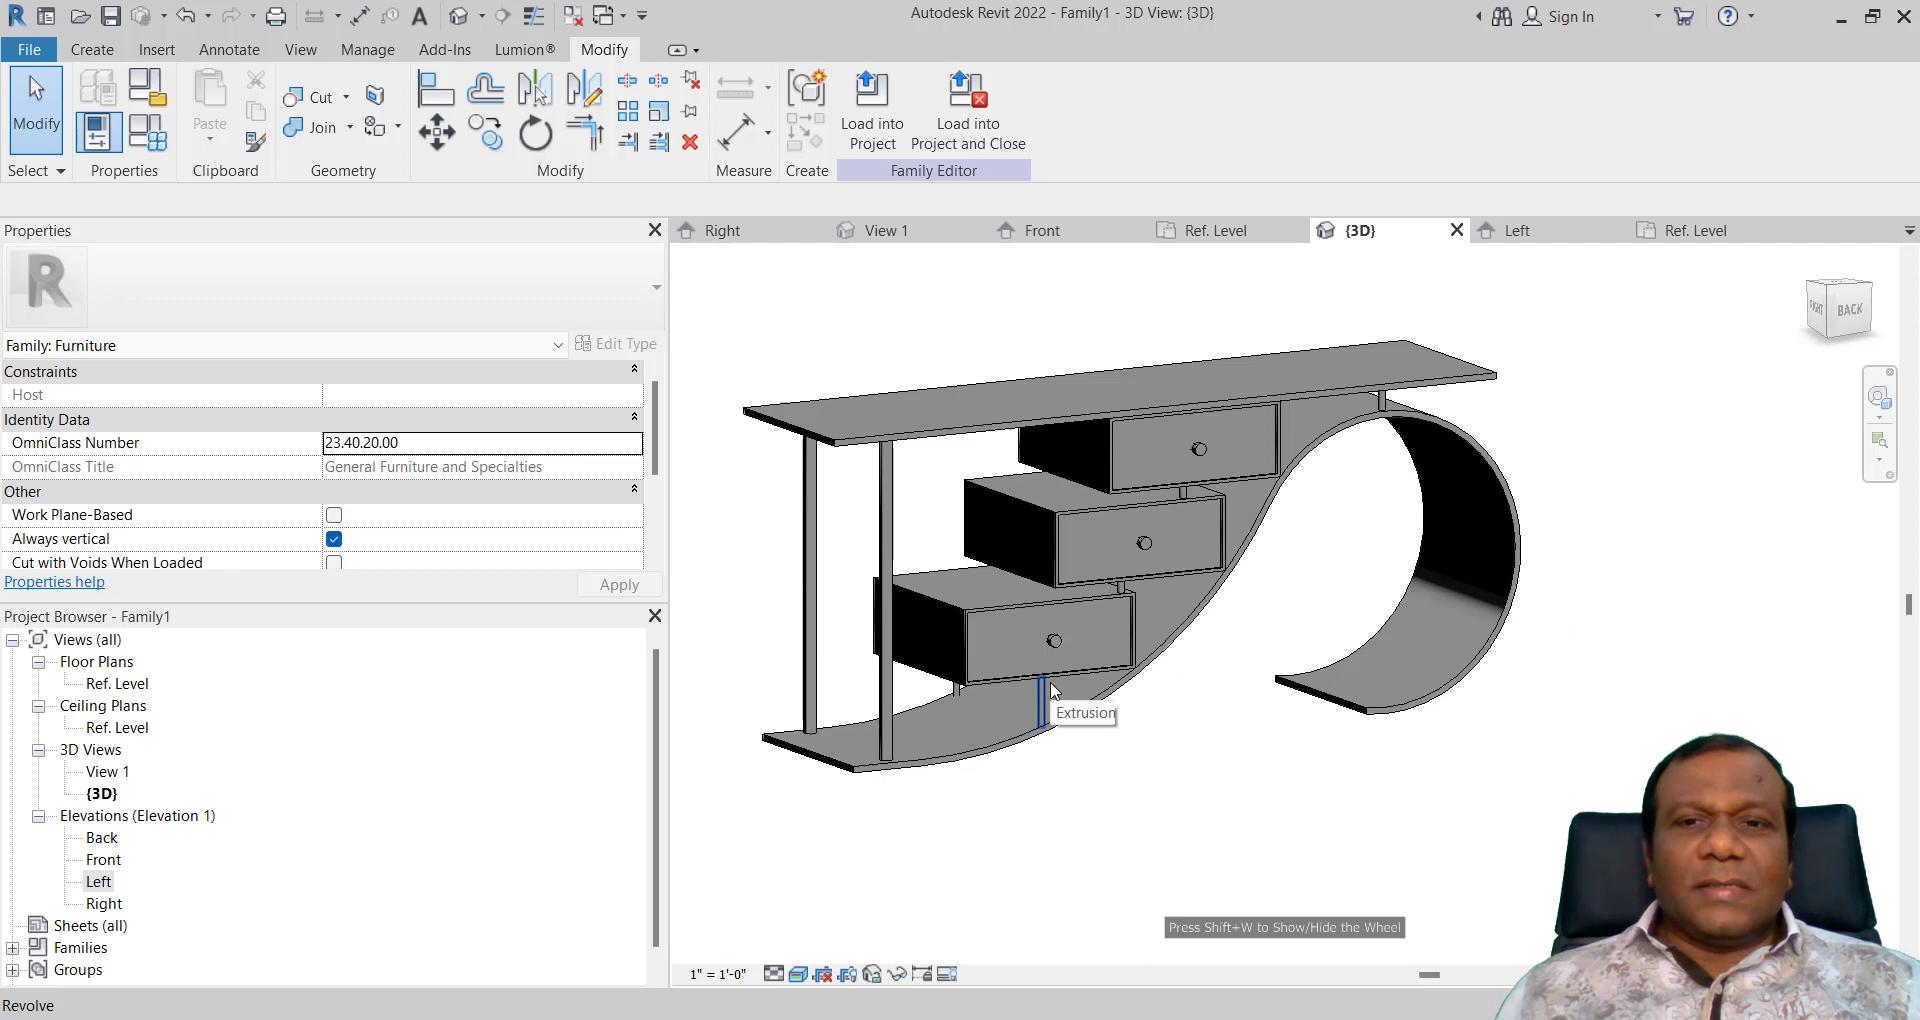 Autodesk Revit 2022 - Family1 - 3D View: {3D}
Sign In
File Create Insert Annotate View Manage Add-Ins Lumion® Modify
Modify
Paste
Cut
Join
Load into
Project
Load into
Project and Close
Select Properties Clipboard Geometry Modify Measure Create Family Editor
Properties
Right View 1 Front Ref. Level {3D} Left Ref. Level
R
Family: Furniture
Edit Type
Constraints
Host
Identity Data
OmniClass Number 23.40.20.00
OmniClass Title General Furniture and Specialties
Other
Work Plane-Based
Always vertical
Cut with Voids When Loaded
Properties help
Apply
Project Browser - Family1
Views (all)
Floor Plans
Ref. Level
Ceiling Plans
Ref. Level
3D Views
View 1
{3D}
Elevations (Elevation 1)
Back
Front
Left
Right
Sheets (all)
Families
Groups
RIGHT BACK
Extrusion
Press Shift+W to Show/Hide the Wheel
1" = 1'-0"
Revolve